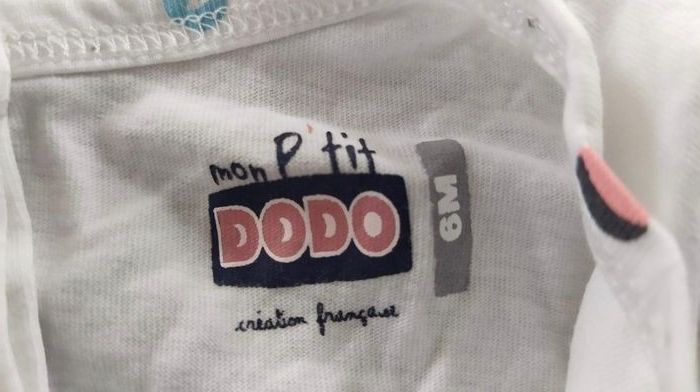 mon P'tit
DODO
6M
création française